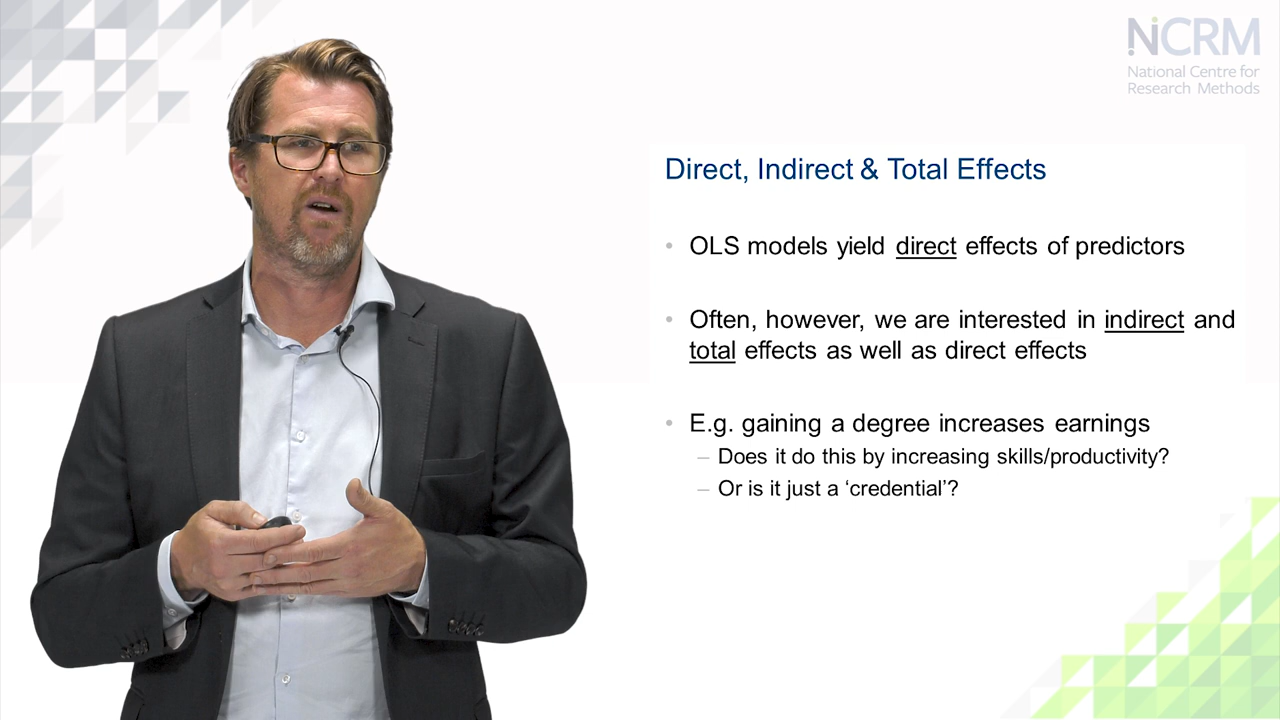 NCRM
National Centre for
Research Methods
Direct, Indirect & Total Effects
• OLS models yield direct effects of predictors
• Often, however, we are interested in indirect and
total effects as well as direct effects
• E.g. gaining a degree increases earnings
– Does it do this by increasing skills/productivity?
– Or is it just a ‘credential’?